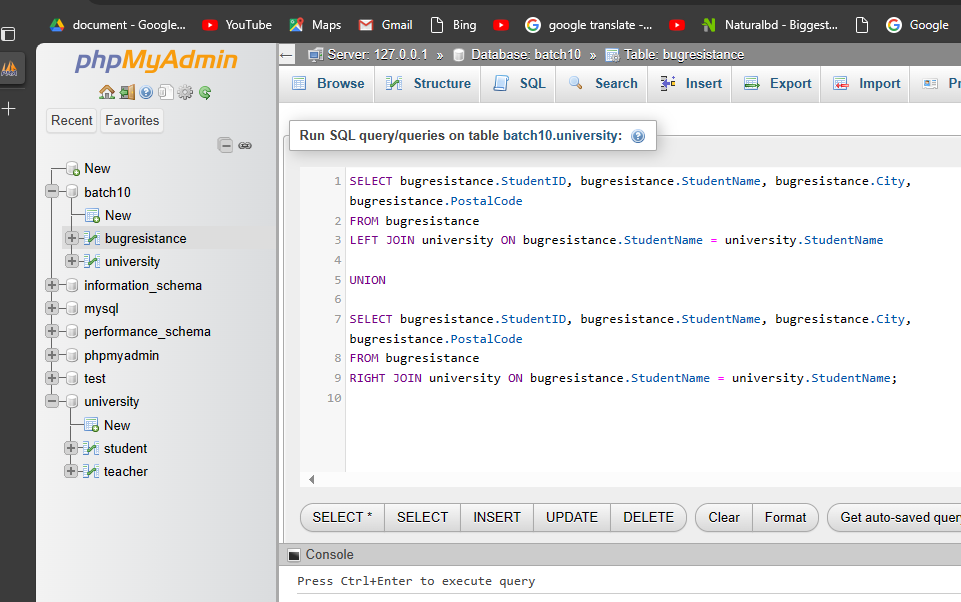 document - Google...
YouTube
Maps
Gmail
Bing
google translate -...
Naturalbd - Biggest...
Google
phpMyAdmin
Recent
Favorites
New
batch10
New
bugresistance
university
information_schema
mysql
performance_schema
phpmyadmin
test
university
New
student
teacher
Server: 127.0.0.1 » Database: batch10 » Table: bugresistance
Browse
Structure
SQL
Search
Insert
Export
Import
Pr
Run SQL query/queries on table batch10.university:
1 SELECT bugresistance.StudentID, bugresistance.StudentName, bugresistance.City,
bugresistance.PostalCode
2 FROM bugresistance
3 LEFT JOIN university ON bugresistance.StudentName = university.StudentName
4
5 UNION
6
7 SELECT bugresistance.StudentID, bugresistance.StudentName, bugresistance.City,
bugresistance.PostalCode
8 FROM bugresistance
9 RIGHT JOIN university ON bugresistance.StudentName = university.StudentName;
10
SELECT *
SELECT
INSERT
UPDATE
DELETE
Clear
Format
Get auto-saved quer
Console
Press Ctrl+Enter to execute query